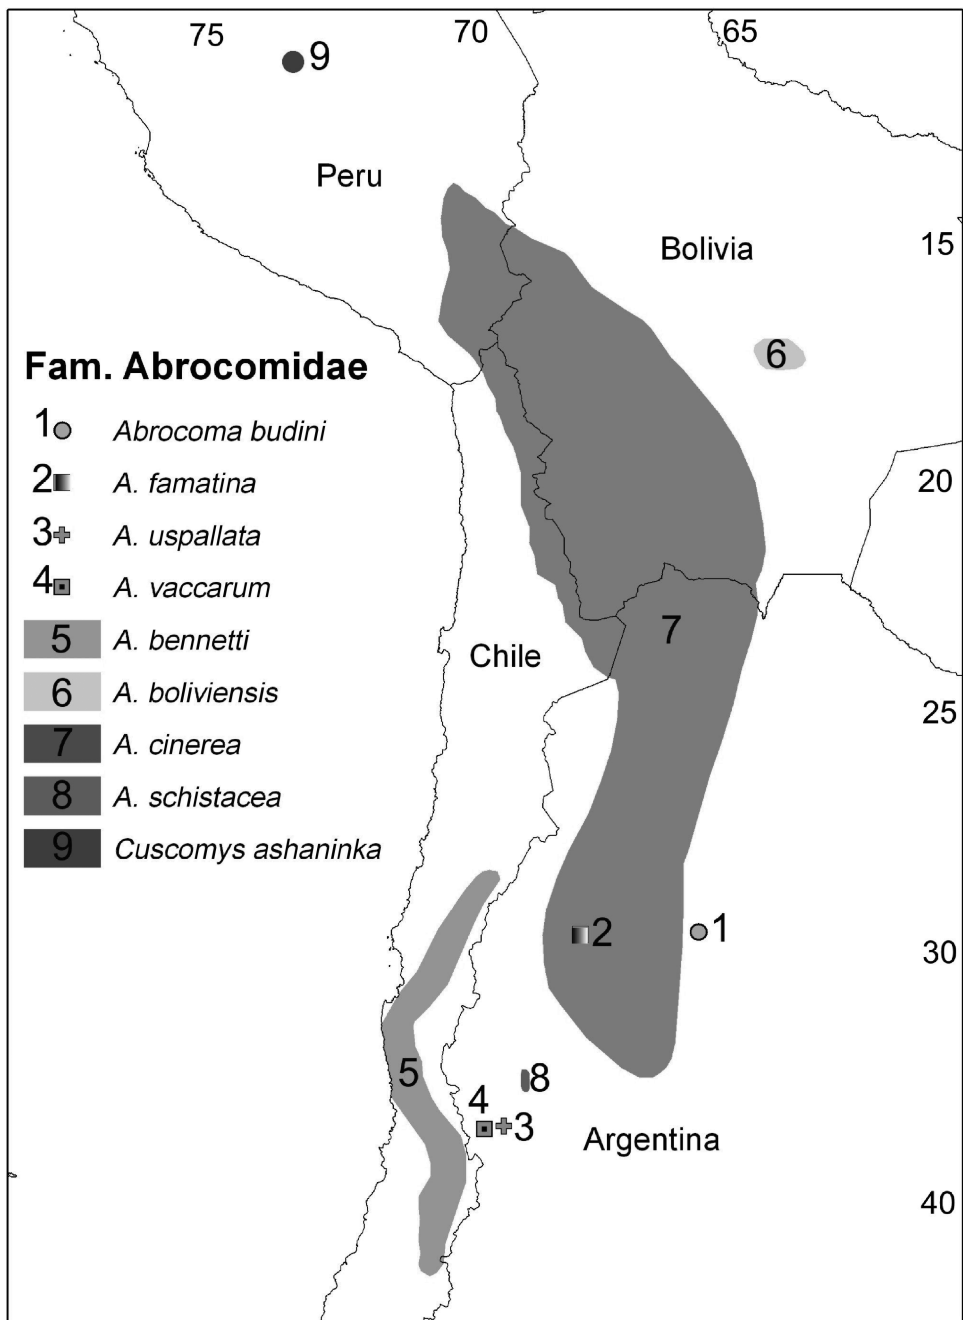 75
70
65
9
Peru
Bolivia
15
6
Fam. Abrocomidae
1 Abrocoma budini
2 A. famatina
20
3 A. uspallata
4 A. vaccarum
5 A. bennetti
7
Chile
6 A. boliviensis
25
7 A. cinerea
8 A. schistacea
9 Cuscomys ashaninka
2
1
30
5
8
4
3
Argentina
40